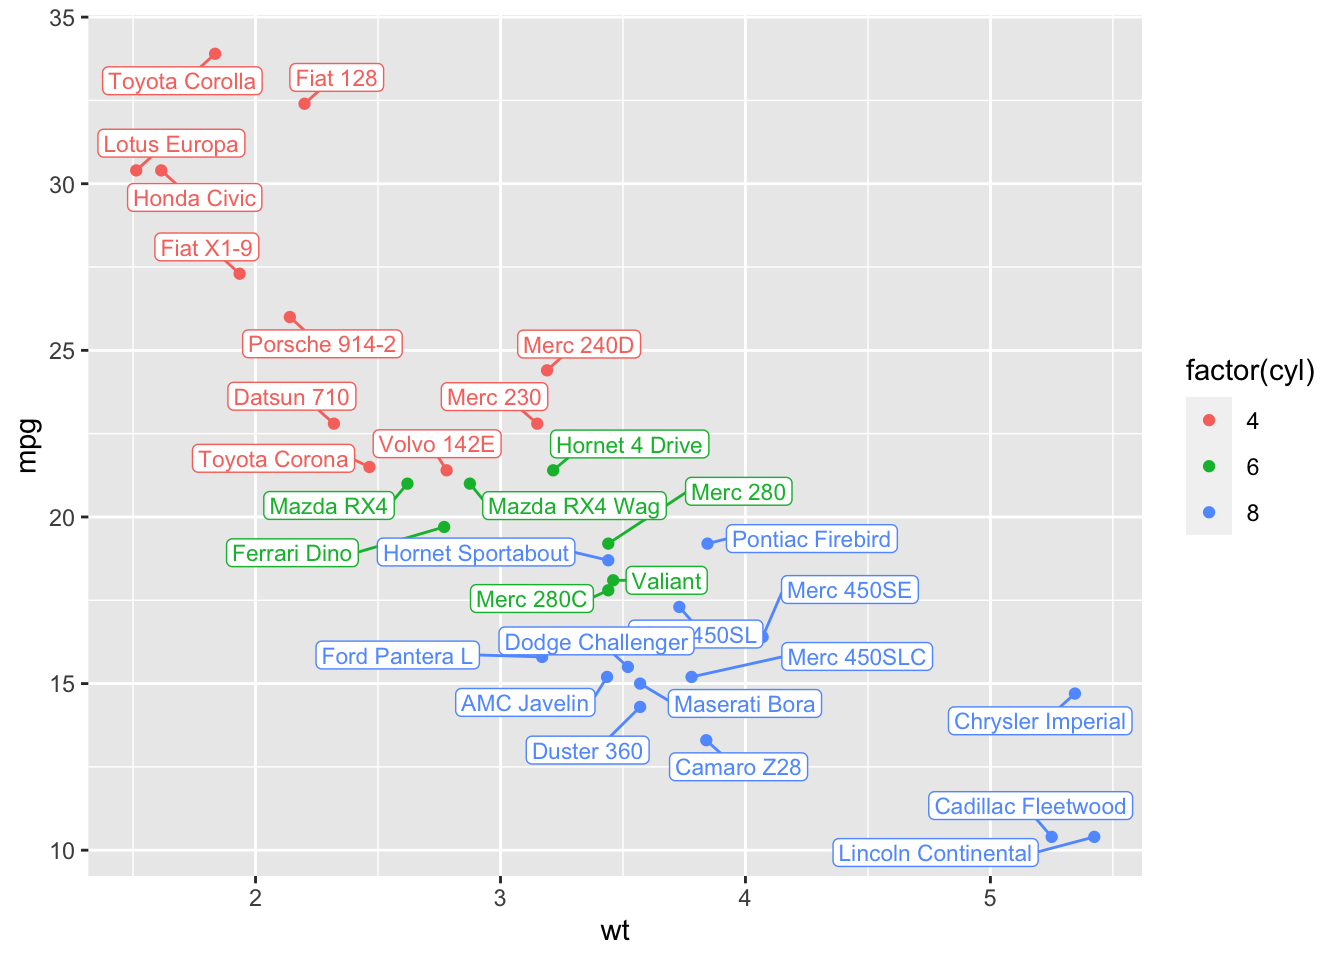 35
Toyota Corolla
Fiat 128
Lotus Europa
30
Honda Civic
Fiat X1-9
25
Porsche 914-2
Merc 240D
Datsun 710
Merc 230
Volvo 142E
Hornet 4 Drive
Toyota Corona
Merc 280
Mazda RX4
Mazda RX4 Wag
20
Ferrari Dino
Hornet Sportabout
Pontiac Firebird
Valiant
Merc 280C
Merc 450SE
450SL
Dodge Challenger
Ford Pantera L
Merc 450SLC
15
AMC Javelin
Maserati Bora
Chrysler Imperial
Duster 360
Camaro Z28
Cadillac Fleetwood
10
Lincoln Continental
2 3 4 5
wt
mpg
factor(cyl)
4
6
8